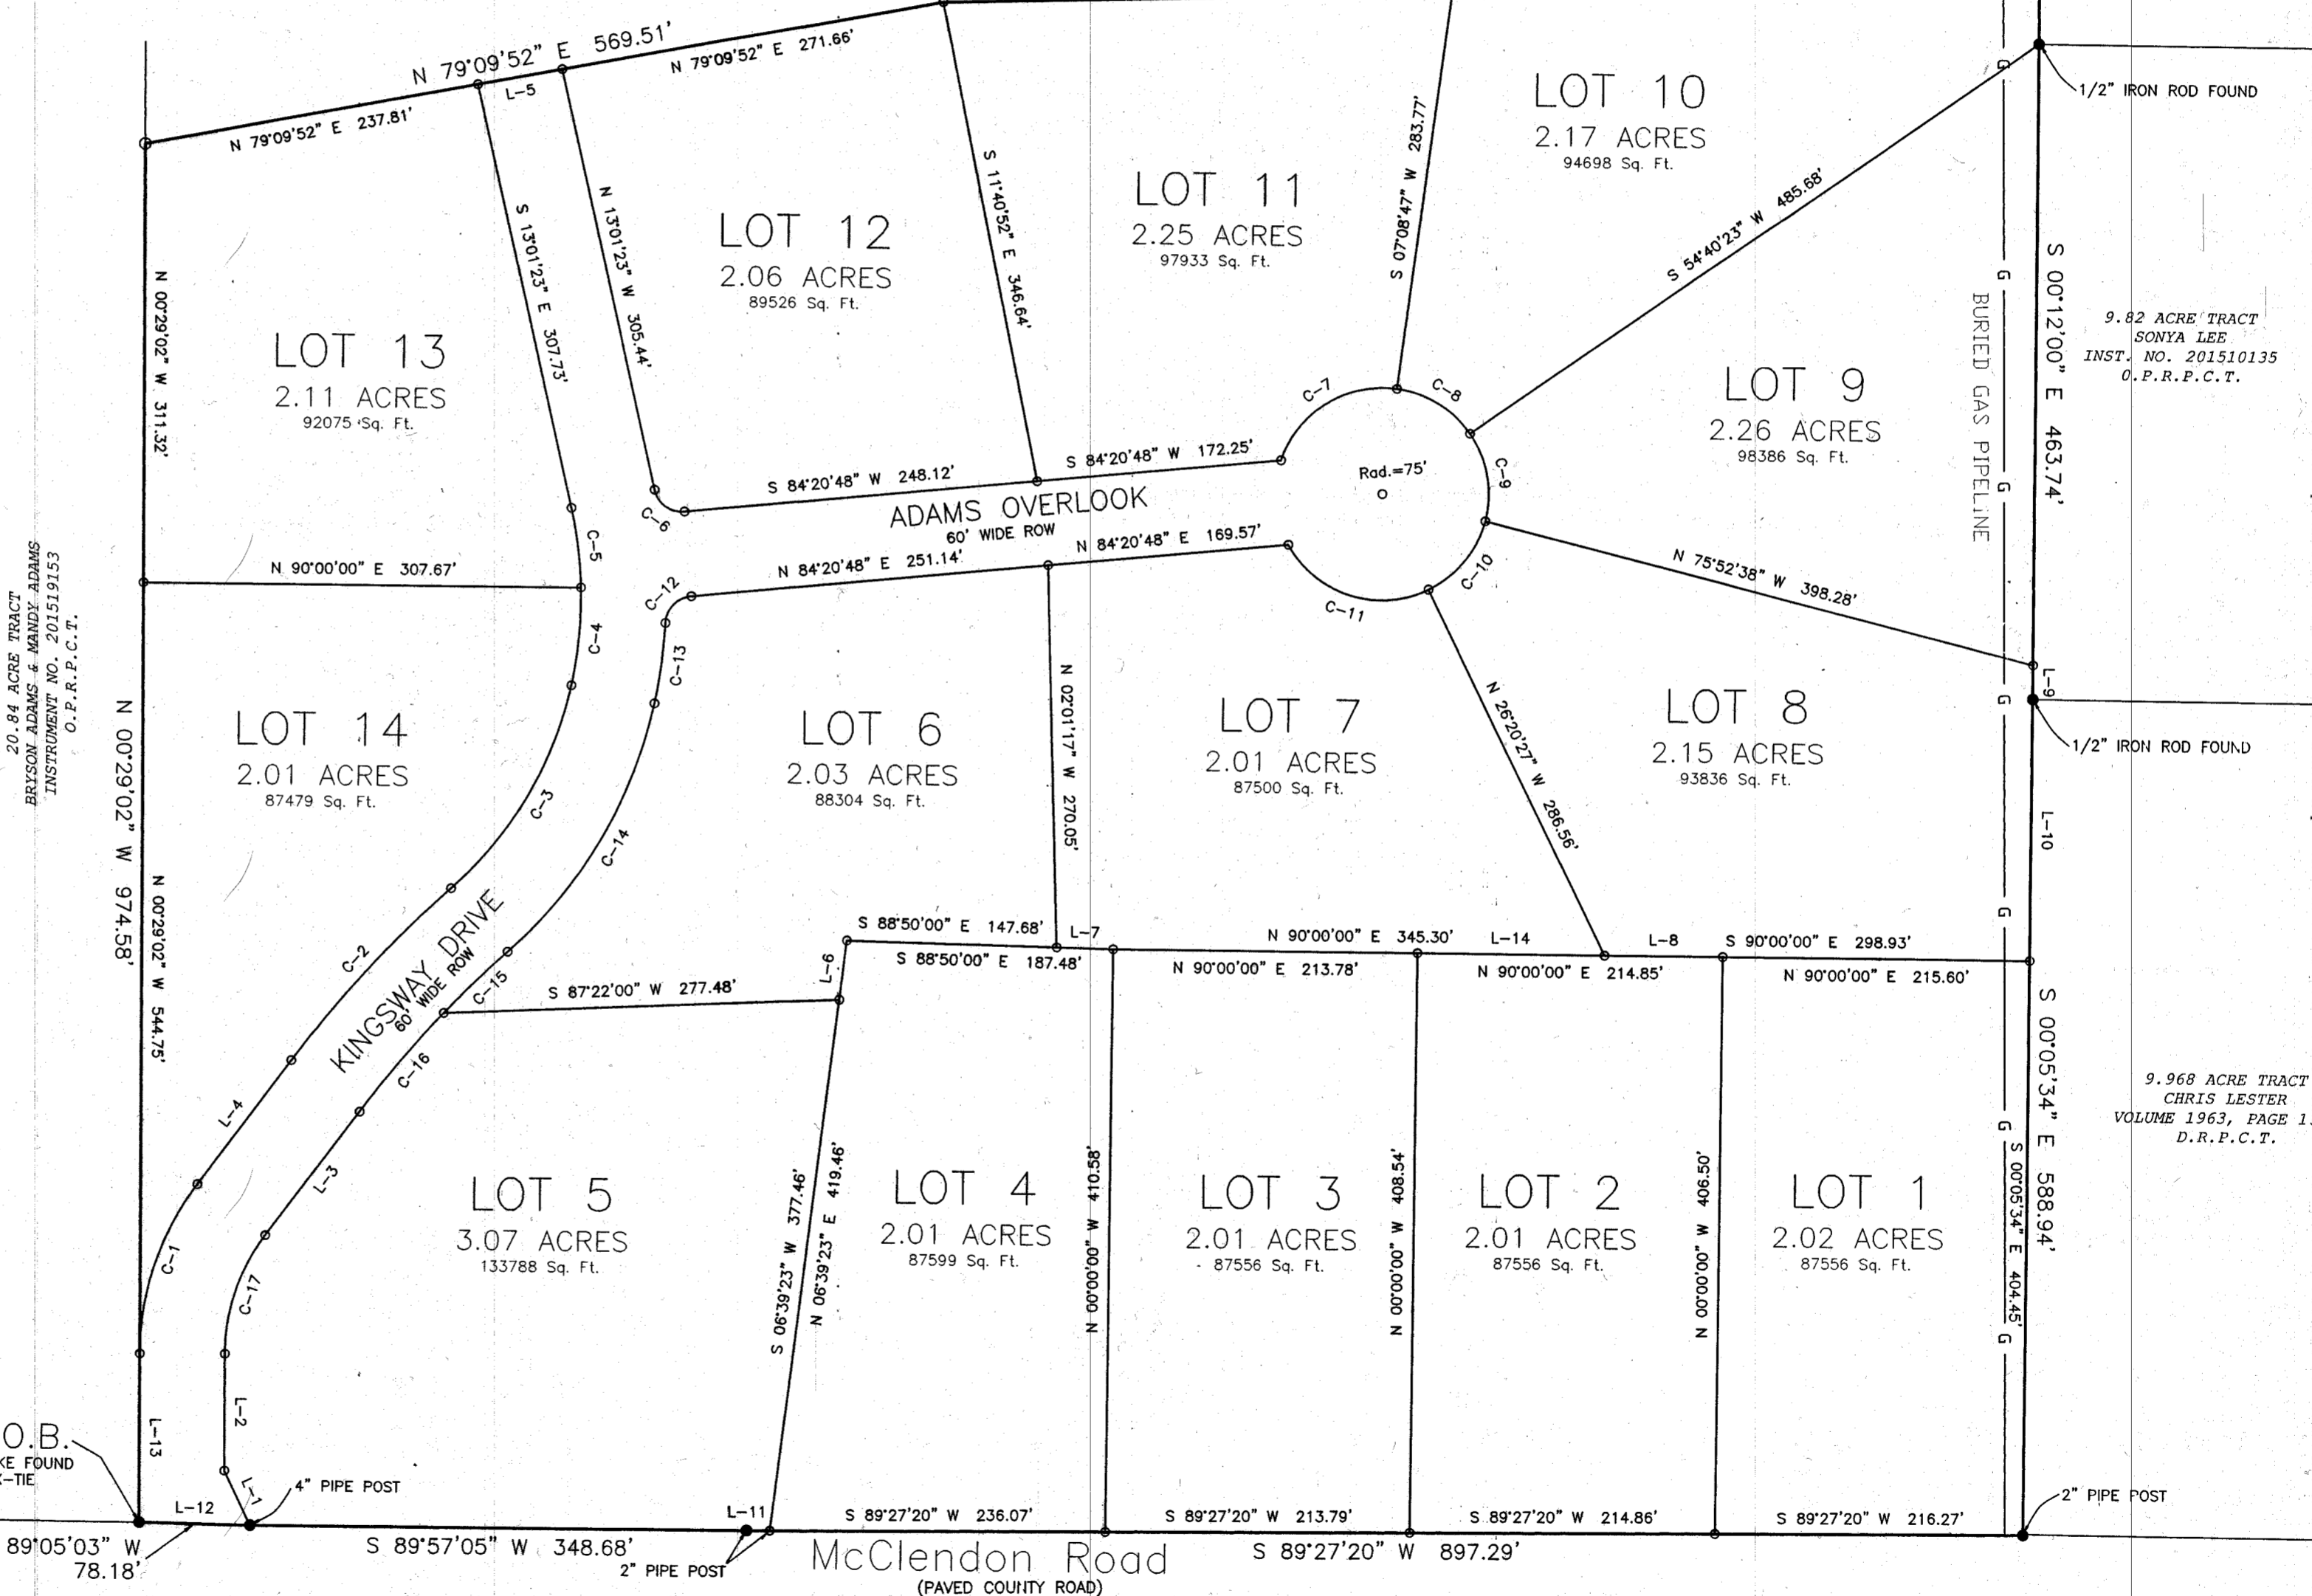 N 79°09'52" E 569.51'
N 79°09'52" E 271.66'
L-5
N 79°09'52" E 237.81'
N 00°29'02" W 311.32'
S 13°01'23" E 307.73'
N 13°01'23" W 305.44'
S 11°40'52" E 346.64'
S 07°08'47" W 283.77'
S 54°40'23" W 485.68'
LOT 10
2.17 ACRES
94698 Sq. Ft.
LOT 11
2.25 ACRES
97933 Sq. Ft.
LOT 12
2.06 ACRES
89526 Sq. Ft.
LOT 13
2.11 ACRES
92075 Sq. Ft.
LOT 9
2.26 ACRES
98386 Sq. Ft.
1/2" IRON ROD FOUND
G
G
G
G
G
G
G
BURIED GAS PIPELINE
S 00°12'00" E 463.74'
9.82 ACRE TRACT
SONYA LEE
INST. NO. 201510135
O.P.R.P.C.T.
C-7
C-8
C-9
C-10
C-11
Rad.=75'
S 84°20'48" W 248.12'
S 84°20'48" W 172.25'
ADAMS OVERLOOK
60' WIDE ROW
N 84°20'48" E 251.14'
N 84°20'48" E 169.57'
C-6
C-5
C-12
C-4
C-13
N 90°00'00" E 307.67'
20.84 ACRE TRACT
BRYSON ADAMS & MANDY ADAMS
INSTRUMENT NO. 201519153
O.P.R.P.C.T.
N 75°52'38" W 398.28'
L-9
1/2" IRON ROD FOUND
L-10
LOT 14
2.01 ACRES
87479 Sq. Ft.
LOT 6
2.03 ACRES
88304 Sq. Ft.
LOT 7
2.01 ACRES
87500 Sq. Ft.
LOT 8
2.15 ACRES
93836 Sq. Ft.
N 02°01'17" W 270.05'
N 26°20'27" W 286.56'
N 00°29'02" W 974.58'
N 00°29'02" W 544.75'
C-3
C-14
C-2
KINGSWAY DRIVE
60' WIDE ROW
C-15
C-16
S 88°50'00" E 147.68'
L-7
S 88°50'00" E 187.48'
L-6
S 87°22'00" W 277.48'
N 90°00'00" E 345.30'
L-14
L-8
S 90°00'00" E 298.93'
N 90°00'00" E 213.78'
N 90°00'00" E 214.85'
N 90°00'00" E 215.60'
L-4
L-3
C-1
C-17
L-2
L-13
L-1
LOT 5
3.07 ACRES
133788 Sq. Ft.
LOT 4
2.01 ACRES
87599 Sq. Ft.
LOT 3
2.01 ACRES
87556 Sq. Ft.
LOT 2
2.01 ACRES
87556 Sq. Ft.
LOT 1
2.02 ACRES
87556 Sq. Ft.
S 06°39'23" W 377.46'
N 06°39'23" E 419.46'
N 00°00'00" W 410.58'
N 00°00'00" W 408.54'
N 00°00'00" W 406.50'
S 00°05'34" E 404.45'
S 00°05'34" E 588.94'
9.968 ACRE TRACT
CHRIS LESTER
VOLUME 1963, PAGE
D.R.P.C.T.
O.B.
FOUND
-TIE
4" PIPE POST
L-12
89°05'03" W
78.18'
S 89°57'05" W 348.68'
L-11
2" PIPE POST
S 89°27'20" W 236.07'
S 89°27'20" W 213.79'
S 89°27'20" W 214.86'
S 89°27'20" W 216.27'
2" PIPE POST
McClendon Road
(PAVED COUNTY ROAD)
S 89°27'20" W 897.29'